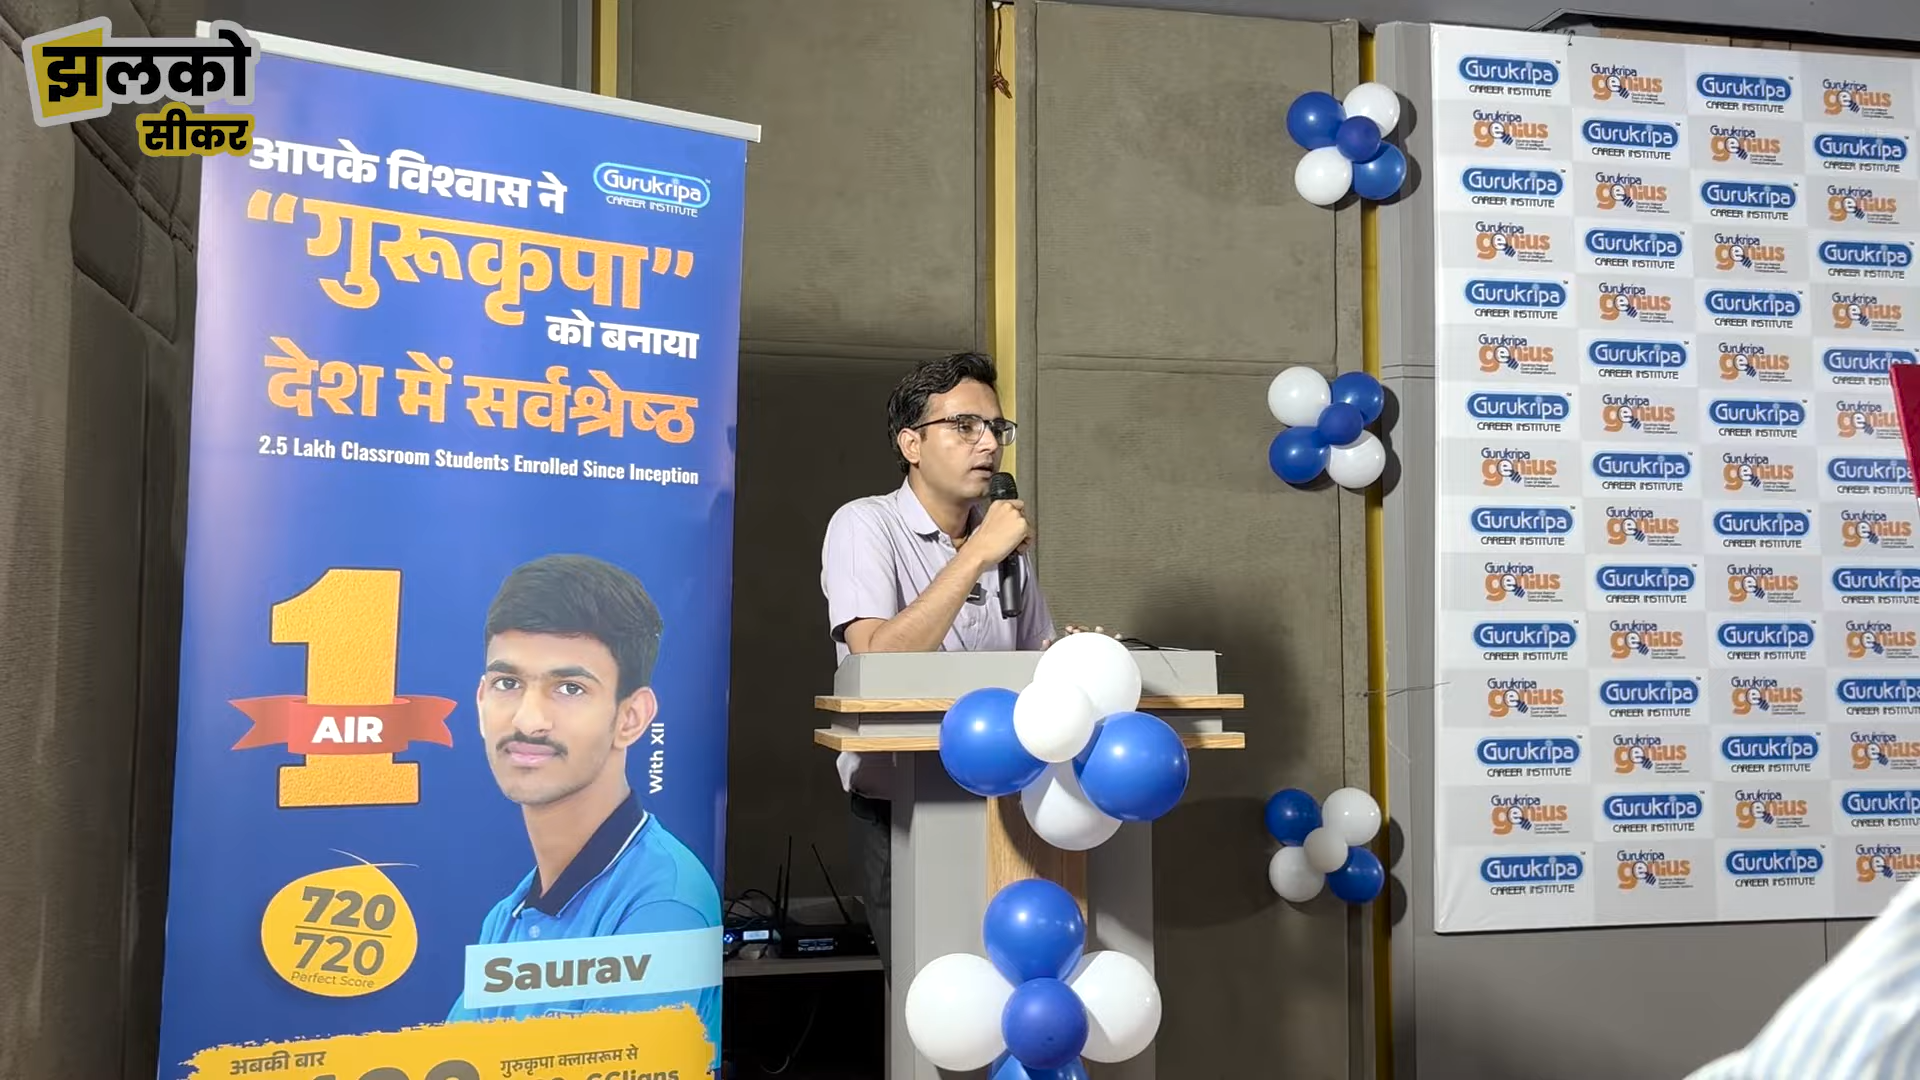 झलको
सीकर
आपके विश्वास ने
Gurukripa
CAREER INSTITUTE
“गुरूकृपा”
को बनाया
देश में सर्वश्रेष्ठ
2.5 Lakh Classroom Students Enrolled Since Inception
1
AIR
With XII
720
720
Perfect Score
Saurav
अबकी बार
गुरुकृपा क्लासरूम से
Gurukripa
CAREER INSTITUTE
Gurukripa
genius